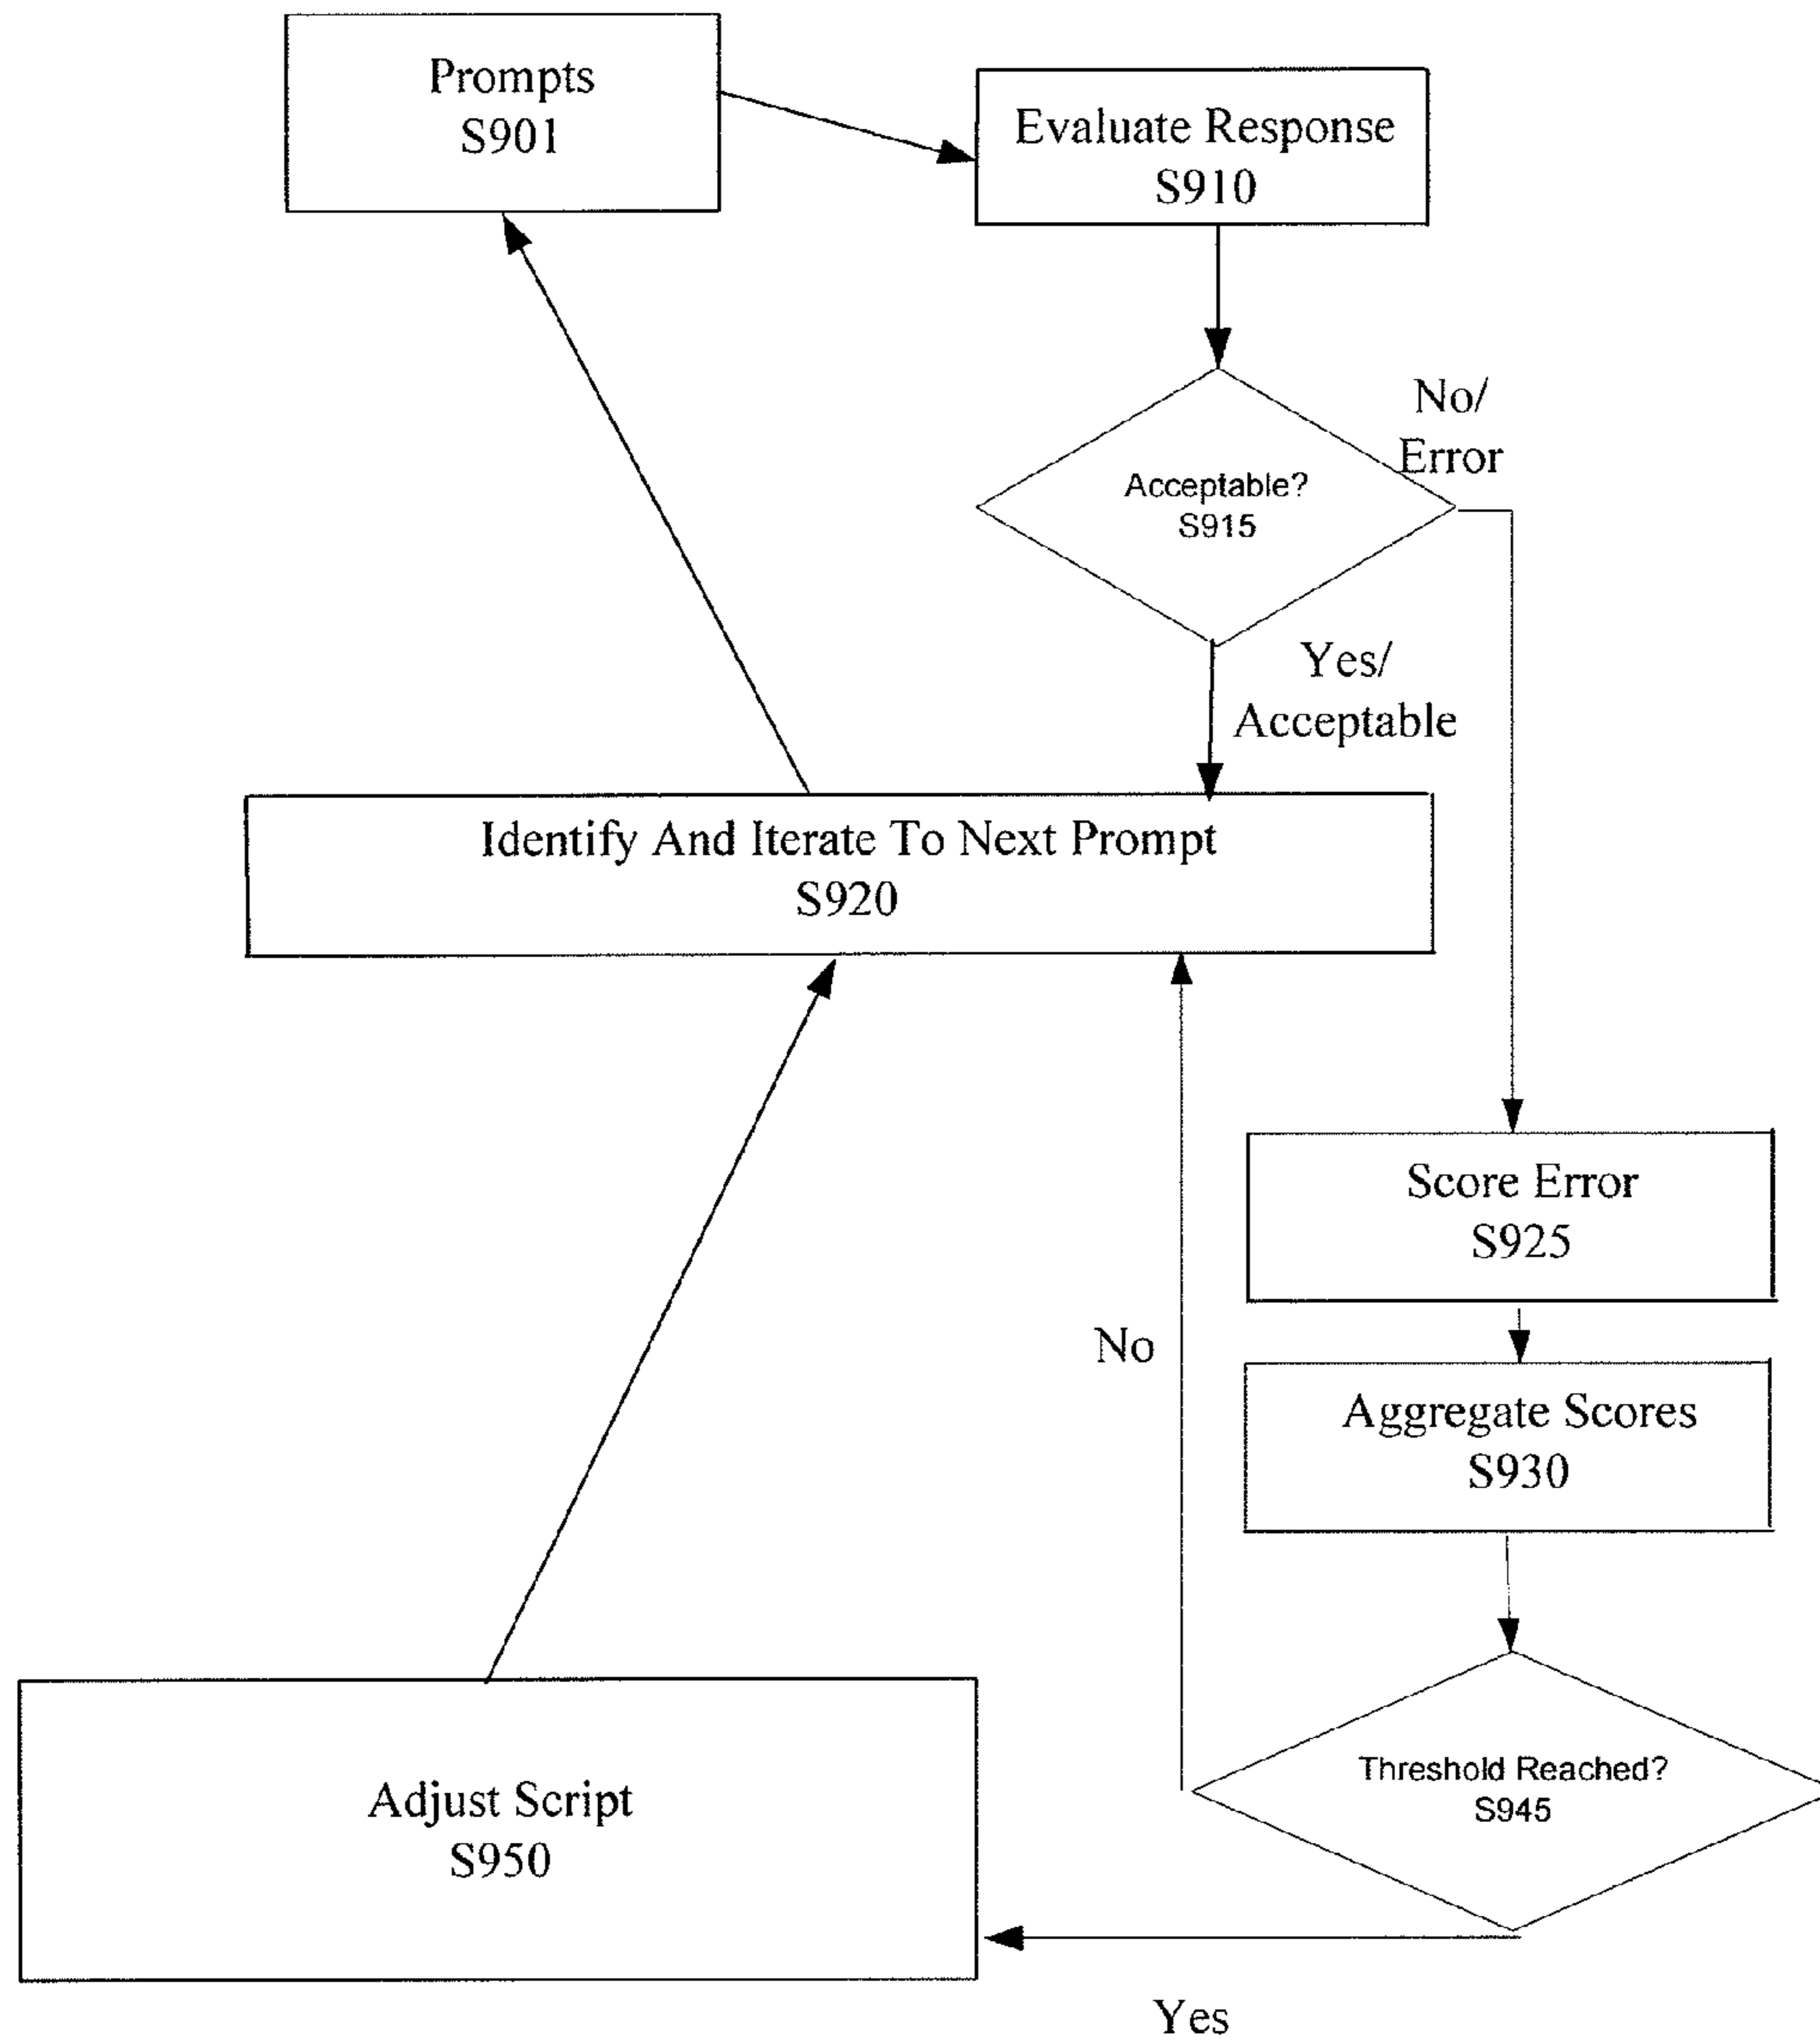 Prompts
S901
Evaluate Response
S910
No/
Error
Acceptable?
S915
Yes/
Acceptable
Identify And Iterate To Next Prompt
S920
Score Error
S925
No
Aggregate Scores
S930
Threshold Reached?
S945
Adjust Script
S950
Yes